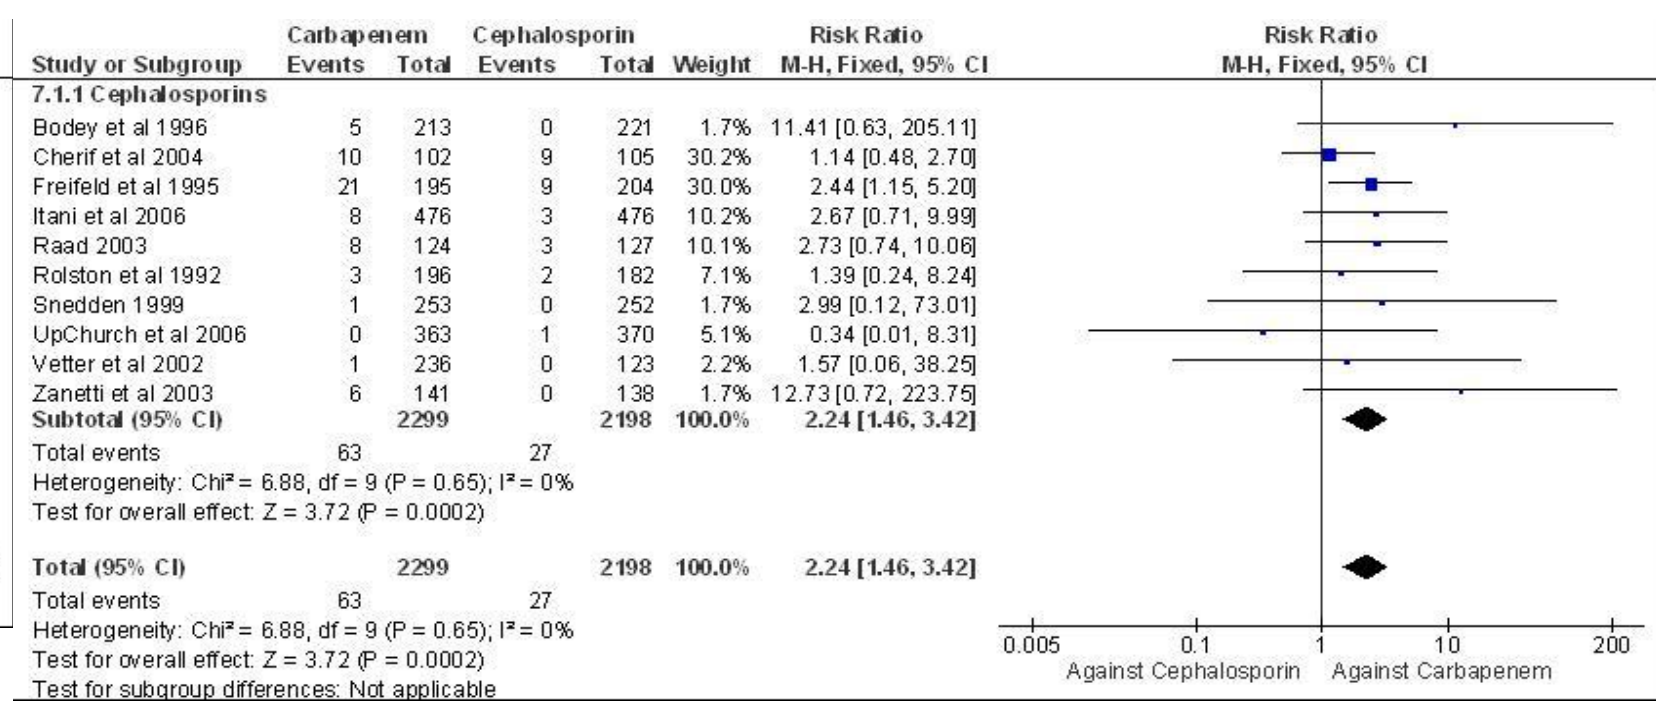 Carbapenem Cephalosporin Risk Ratio Risk Ratio
Study or Subgroup Events Total Events Total Weight M-H, Fixed, 95% CI M-H, Fixed, 95% CI
7.1.1 Cephalosporins
Bodey et al 1996 5 213 0 221 1.7% 11.41 [0.63, 205.11]
Cherif et al 2004 10 102 9 105 30.2% 1.14 [0.48, 2.70]
Freifeld et al 1995 21 195 9 204 30.0% 2.44 [1.15, 5.20]
Itani et al 2006 8 476 3 476 10.2% 2.67 [0.71, 9.99]
Raad 2003 8 124 3 127 10.1% 2.73 [0.74, 10.06]
Rolston et al 1992 3 196 2 182 7.1% 1.39 [0.24, 8.24]
Snedden 1999 1 253 0 252 1.7% 2.99 [0.12, 73.01]
UpChurch et al 2006 0 363 1 370 5.1% 0.34 [0.01, 8.31]
Vetter et al 2002 1 236 0 123 2.2% 1.57 [0.06, 38.25]
Zanetti et al 2003 6 141 0 138 1.7% 12.73 [0.72, 223.75]
Subtotal (95% CI) 2299 2198 100.0% 2.24 [1.46, 3.42]
Total events 63 27
Heterogeneity: Chi² = 6.88, df = 9 (P = 0.65); I² = 0%
Test for overall effect: Z = 3.72 (P = 0.0002)
Total (95% CI) 2299 2198 100.0% 2.24 [1.46, 3.42]
Total events 63 27
Heterogeneity: Chi² = 6.88, df = 9 (P = 0.65); I² = 0%
Test for overall effect: Z = 3.72 (P = 0.0002)
Test for subgroup differences: Not applicable
0.005 0.1 1 10 200
Against Cephalosporin Against Carbapenem